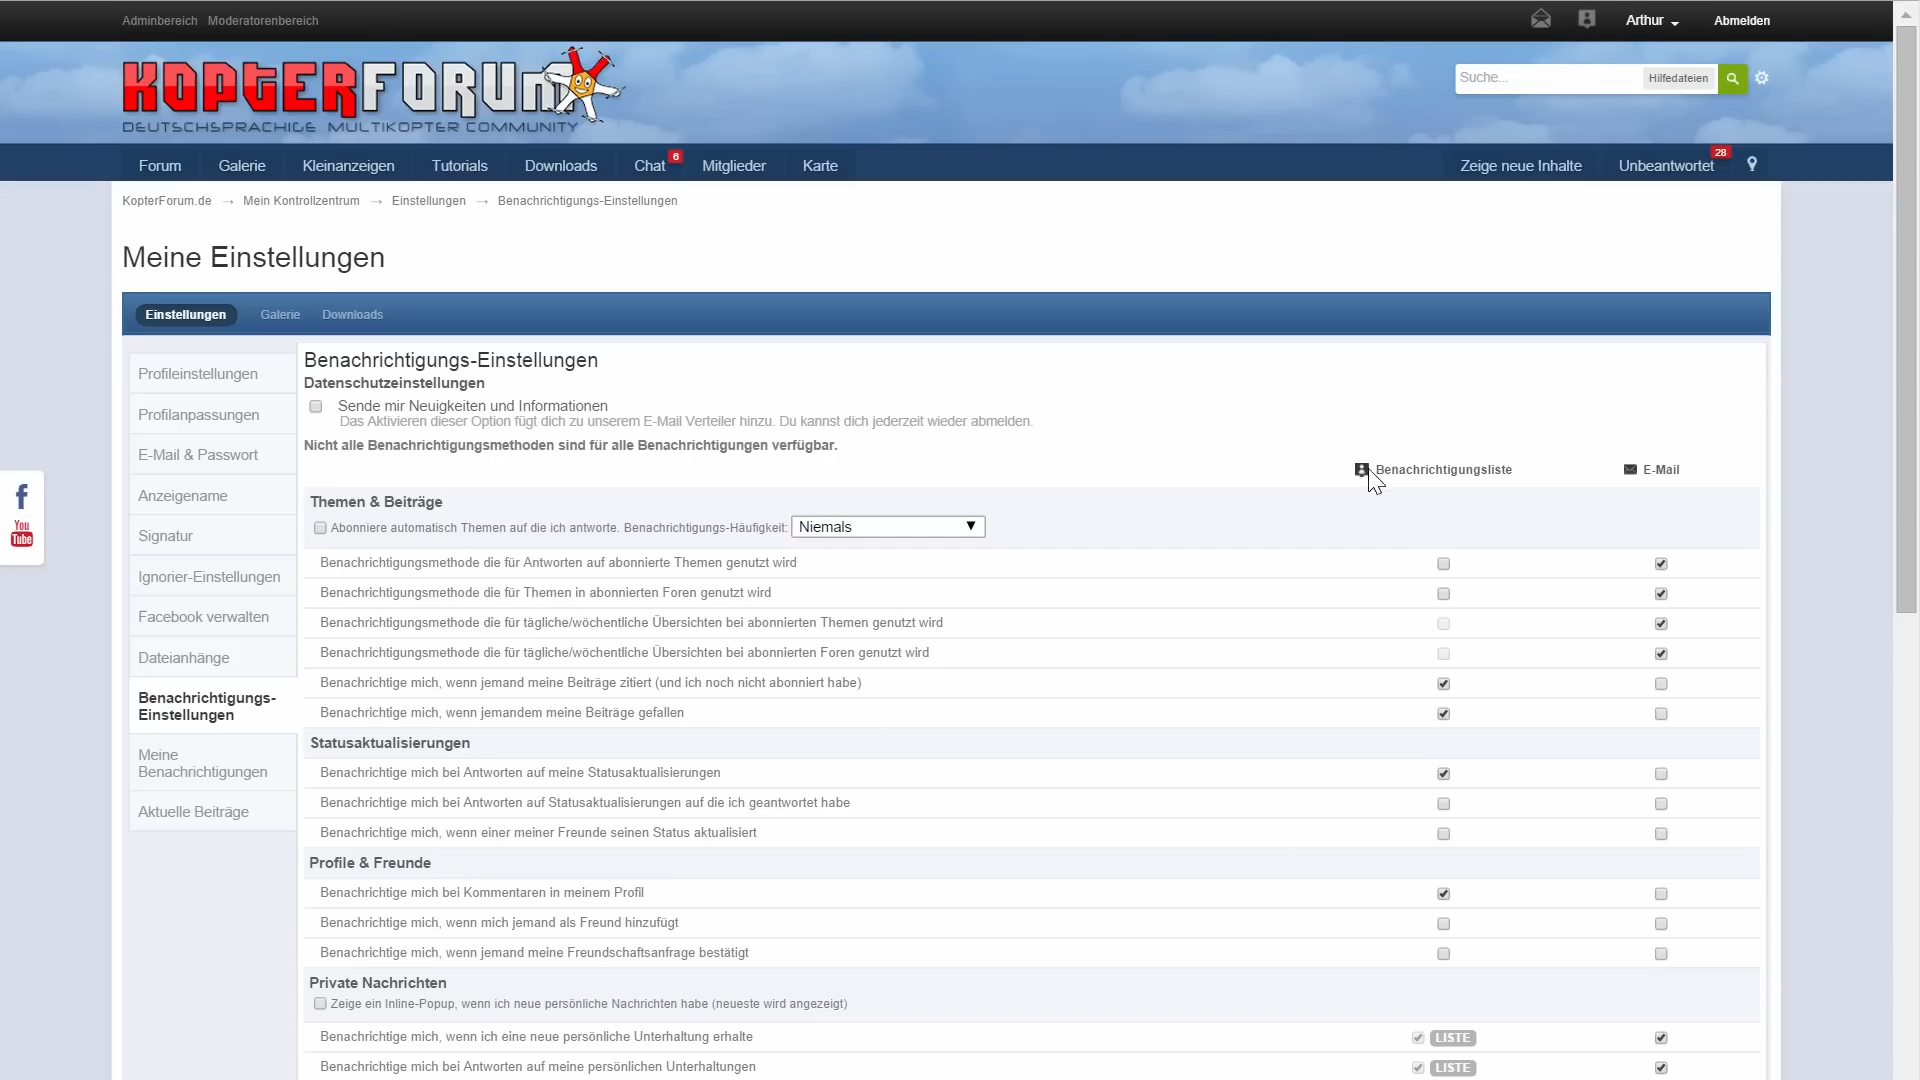 Adminbereich Moderatorenbereich
Arthur Abmelden
KOPTERFORUM
DEUTSCHSPRACHIGE MULTIKOPTER COMMUNITY
Suche... Hilfedateien
Forum Galerie Kleinanzeigen Tutorials Downloads Chat 6 Mitglieder Karte Zeige neue Inhalte Unbeantwortet 28
KopterForum.de → Mein Kontrollzentrum → Einstellungen → Benachrichtigungs-Einstellungen
Meine Einstellungen
Einstellungen Galerie Downloads
Profileinstellungen
Profilanpassungen
E-Mail & Passwort
Anzeigename
Signatur
Ignorier-Einstellungen
Facebook verwalten
Dateianhänge
Benachrichtigungs-
Einstellungen
Meine
Benachrichtigungen
Aktuelle Beiträge
f
You
Tube
Benachrichtigungs-Einstellungen
Datenschutzeinstellungen
Sende mir Neuigkeiten und Informationen
Das Aktivieren dieser Option fügt dich zu unserem E-Mail Verteiler hinzu. Du kannst dich jederzeit wieder abmelden.
Nicht alle Benachrichtigungsmethoden sind für alle Benachrichtigungen verfügbar.
Benachrichtigungsliste E-Mail
Themen & Beiträge
Abonniere automatisch Themen auf die ich antworte. Benachrichtigungs-Häufigkeit: Niemals
Benachrichtigungsmethode die für Antworten auf abonnierte Themen genutzt wird
Benachrichtigungsmethode die für Themen in abonnierten Foren genutzt wird
Benachrichtigungsmethode die für tägliche/wöchentliche Übersichten bei abonnierten Themen genutzt wird
Benachrichtigungsmethode die für tägliche/wöchentliche Übersichten bei abonnierten Foren genutzt wird
Benachrichtige mich, wenn jemand meine Beiträge zitiert (und ich noch nicht abonniert habe)
Benachrichtige mich, wenn jemandem meine Beiträge gefallen
Statusaktualisierungen
Benachrichtige mich bei Antworten auf meine Statusaktualisierungen
Benachrichtige mich bei Antworten auf Statusaktualisierungen auf die ich geantwortet habe
Benachrichtige mich, wenn einer meiner Freunde seinen Status aktualisiert
Profile & Freunde
Benachrichtige mich bei Kommentaren in meinem Profil
Benachrichtige mich, wenn mich jemand als Freund hinzufügt
Benachrichtige mich, wenn jemand meine Freundschaftsanfrage bestätigt
Private Nachrichten
Zeige ein Inline-Popup, wenn ich neue persönliche Nachrichten habe (neueste wird angezeigt)
Benachrichtige mich, wenn ich eine neue persönliche Unterhaltung erhalte LISTE
Benachrichtige mich bei Antworten auf meine persönlichen Unterhaltungen LISTE